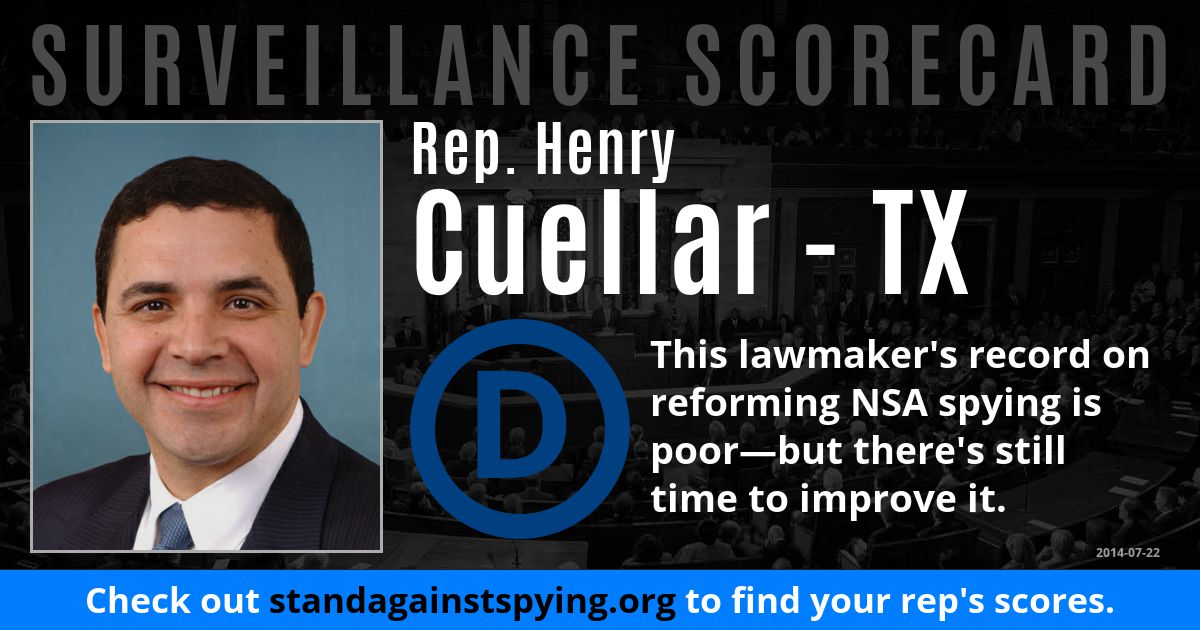 SURVEILLANCE SCORECARD
Rep. Henry
Cuellar - TX
D
This lawmaker's record on
reforming NSA spying is
poor—but there's still
time to improve it.
2014-07-22
Check out standagainstspying.org to find your rep's scores.